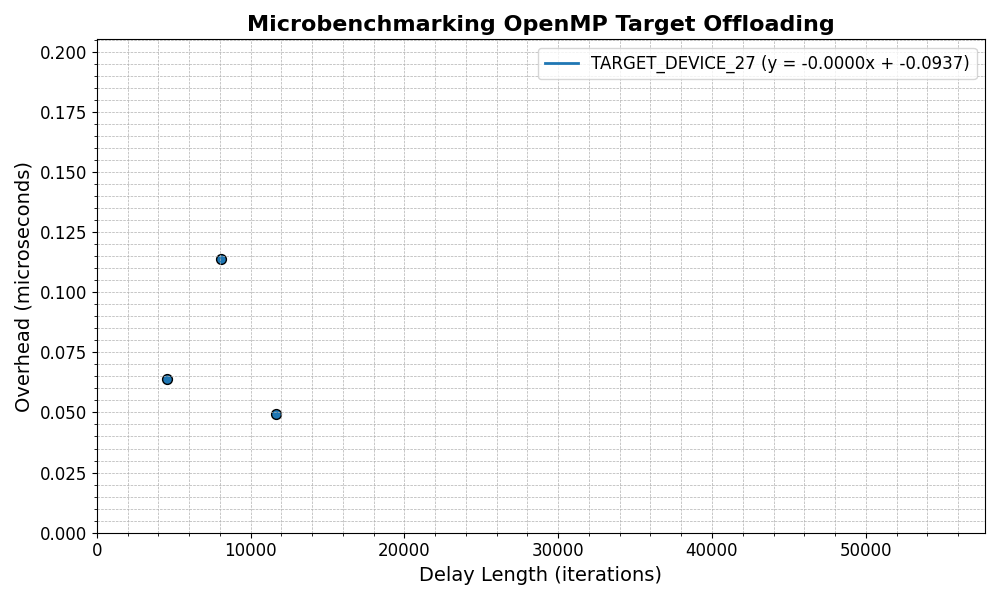 Microbenchmarking OpenMP Target Offloading
TARGET_DEVICE_27 (y = -0.0000x + -0.0937)
Overhead (microseconds)
0.200
0.175
0.150
0.125
0.100
0.075
0.050
0.025
0.000
0 10000 20000 30000 40000 50000
Delay Length (iterations)